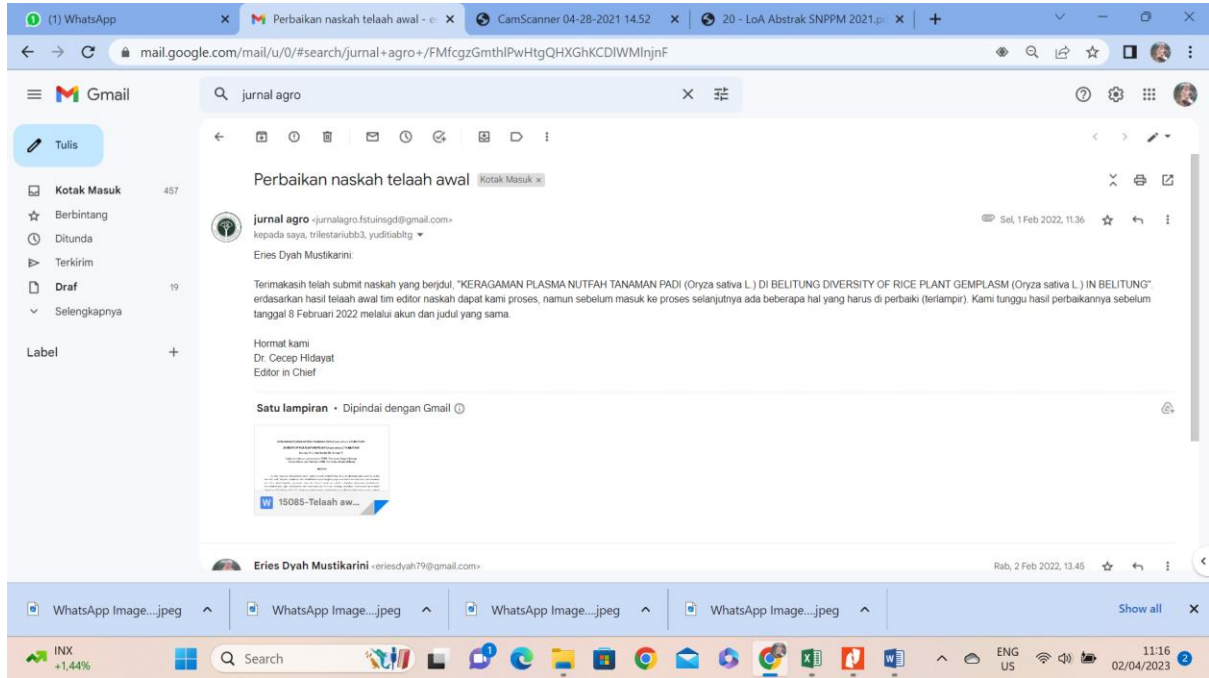 (1) WhatsApp
Perbaikan naskah telaah awal - e
CamScanner 04-28-2021 14.52
20 - LoA Abstrak SNPPM 2021.p
mail.google.com/mail/u/0/#search/jurnal+agro+/FMfcgzGmthlPwHtgQHXGhKCDlWMlnjnF
Gmail
jurnal agro
Tulis
Kotak Masuk 457
Berbintang
Ditunda
Terkirim
Draf 19
Selengkapnya
Label
Perbaikan naskah telaah awal Kotak Masuk x
jurnal agro <jurnalagro.fstuinsgd@gmail.com>
Sel, 1 Feb 2022, 11.36
kepada saya, trilestariubb3, yuditiabltg
Eries Dyah Mustikarini:
Terimakasih telah submit naskah yang berjdul, "KERAGAMAN PLASMA NUTFAH TANAMAN PADI (Oryza sativa L.) DI BELITUNG DIVERSITY OF RICE PLANT GEMPLASM (Oryza sativa L.) IN BELITUNG".
erdasarkan hasil telaah awal tim editor naskah dapat kami proses, namun sebelum masuk ke proses selanjutnya ada beberapa hal yang harus di perbaiki (terlampir). Kami tunggu hasil perbaikannya sebelum
tanggal 8 Februari 2022 melalui akun dan judul yang sama.
Hormat kami
Dr. Cecep HIdayat
Editor in Chief
Satu lampiran • Dipindai dengan Gmail
W 15085-Telaah aw...
Eries Dyah Mustikarini <eriesdyah79@gmail.com>
Rab, 2 Feb 2022, 13.45
WhatsApp Image....jpeg
WhatsApp Image....jpeg
WhatsApp Image....jpeg
WhatsApp Image....jpeg
Show all
INX
+1,44%
Search
ENG
US
11:16
02/04/2023
2